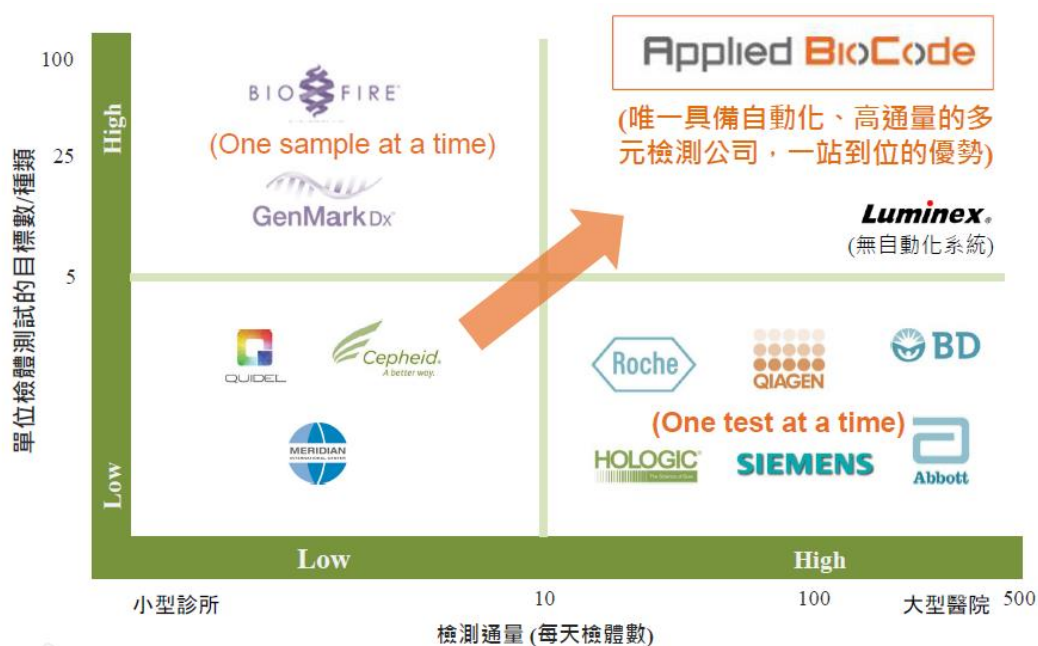 100
25
5
High
Low
單位檢體測試的目標數/種類
BIOFIRE
(One sample at a time)
GenMark Dx
Applied BioCode
(唯一具備自動化、高通量的多
元檢測公司，一站到位的優勢)
Luminex
(無自動化系統)
QUIDEL
Cepheid.
A better way.
MERIDIAN
Roche
QIAGEN
BD
(One test at a time)
HOLOGIC
SIEMENS
Abbott
Low
High
小型診所
10
100
大型醫院
500
檢測通量 (每天檢體數)